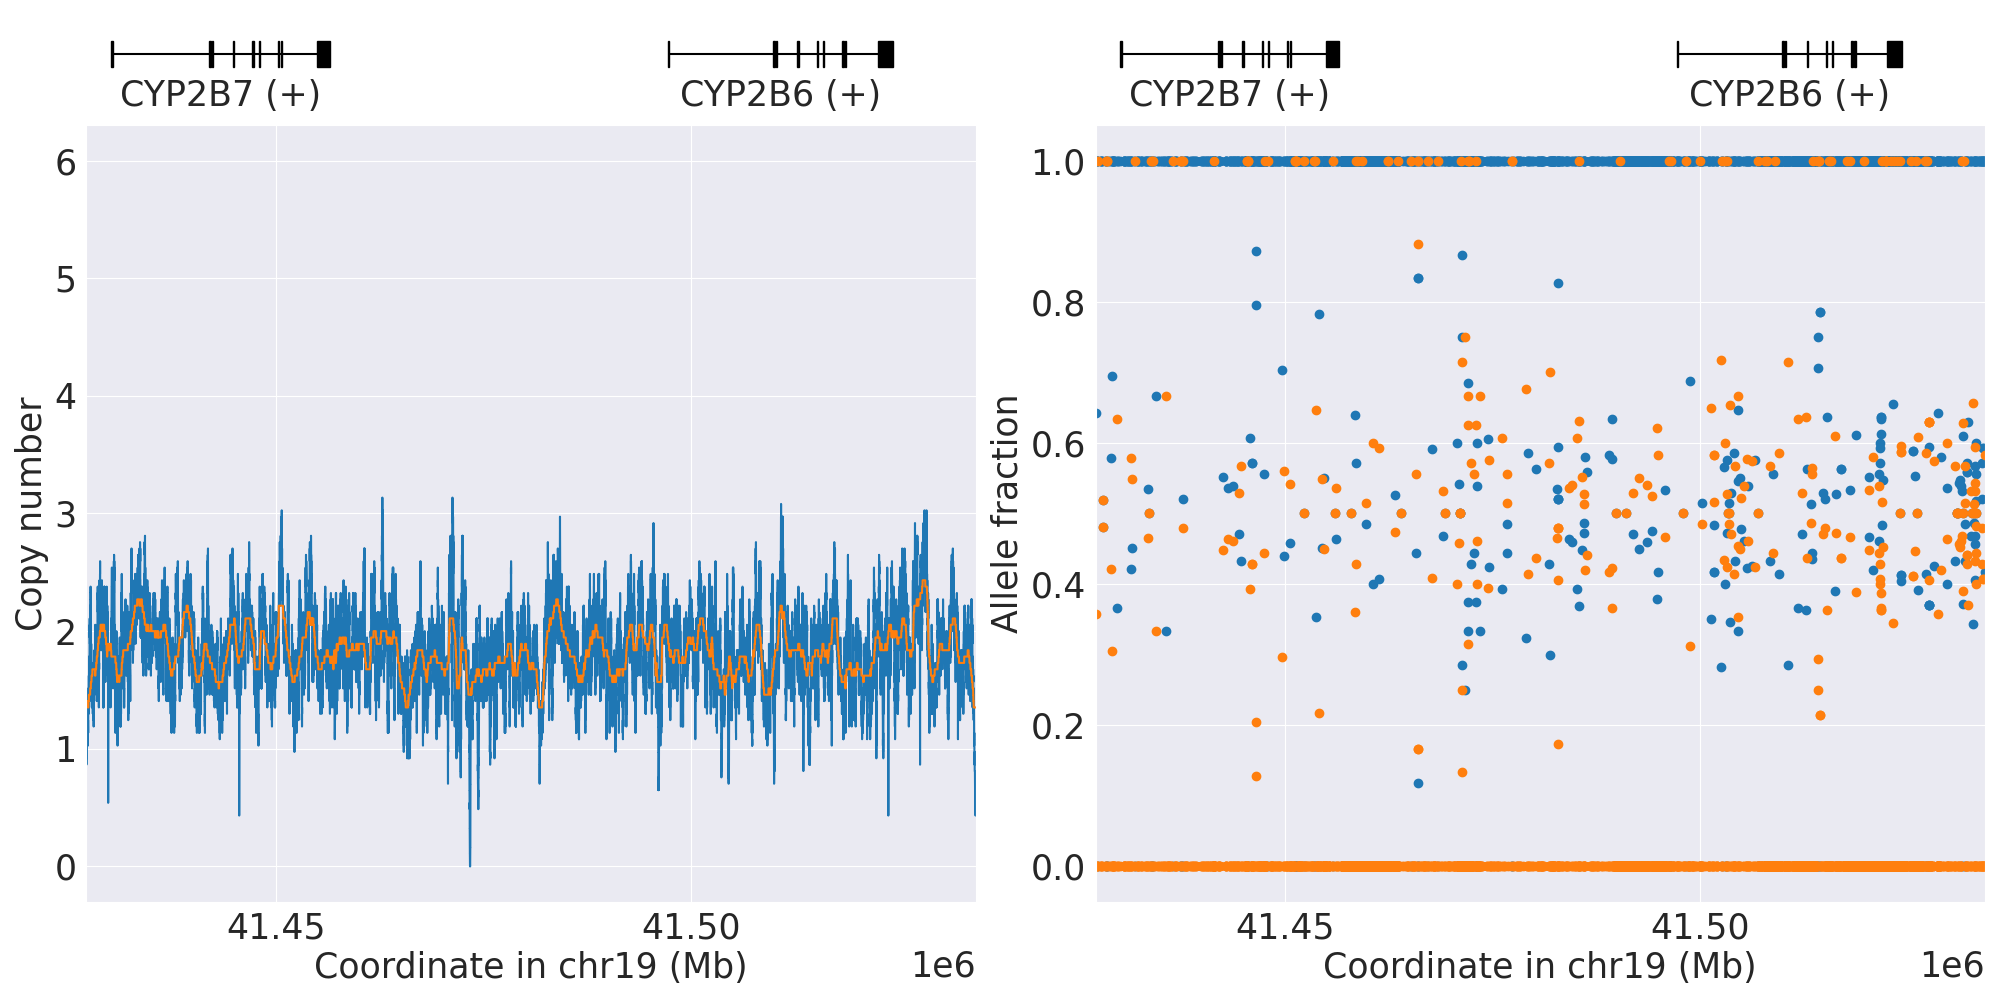 CYP2B7 (+)
CYP2B6 (+)
6
5
4
3
2
1
0
Copy number
41.45
41.50
Coordinate in chr19 (Mb)
1e6
CYP2B7 (+)
CYP2B6 (+)
1.0
0.8
0.6
0.4
0.2
0.0
Allele fraction
41.45
41.50
Coordinate in chr19 (Mb)
1e6